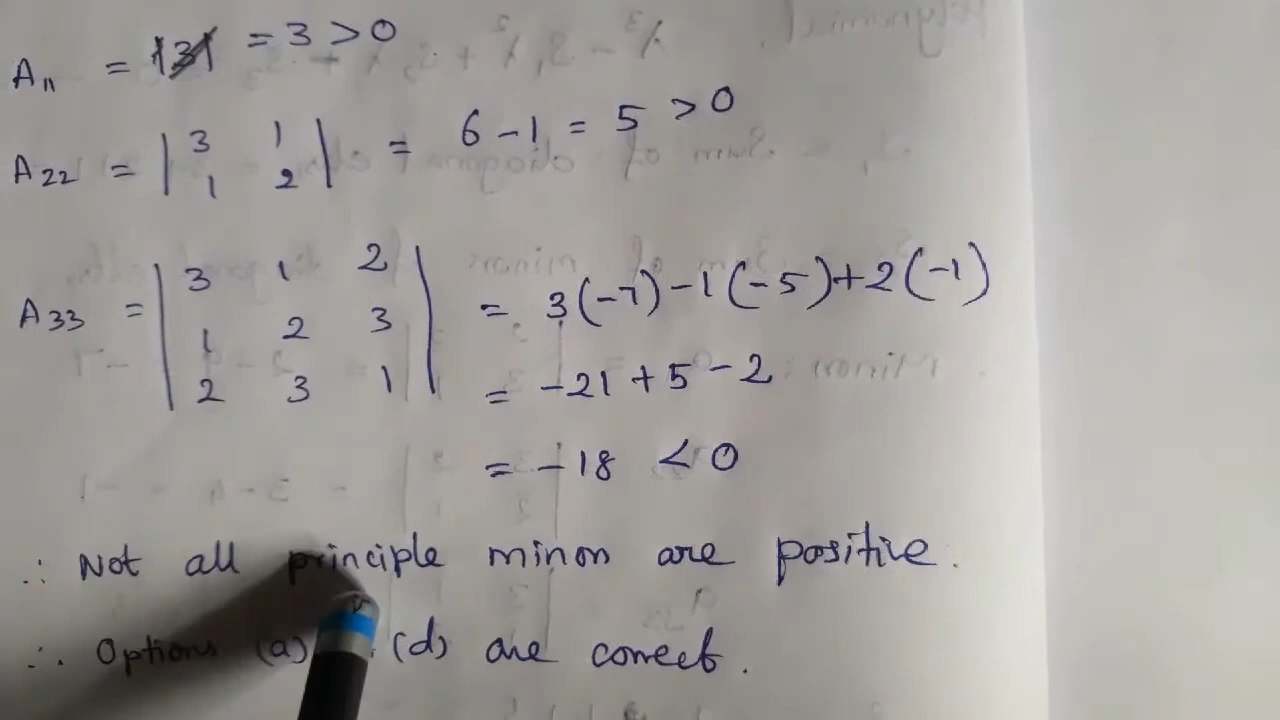 A₁₁ = |3| = 3 > 0
A₂₂ = | 3 1 | = 6 - 1 = 5 > 0
| 1 2 |
A₃₃ = | 3 1 2 | = 3(-7) - 1(-5) + 2(-1)
| 1 2 3 | = -21 + 5 - 2
| 2 3 1 | = -18 < 0
∴ Not all principle minor are positive.
∴ Options (a) (d) are correct.